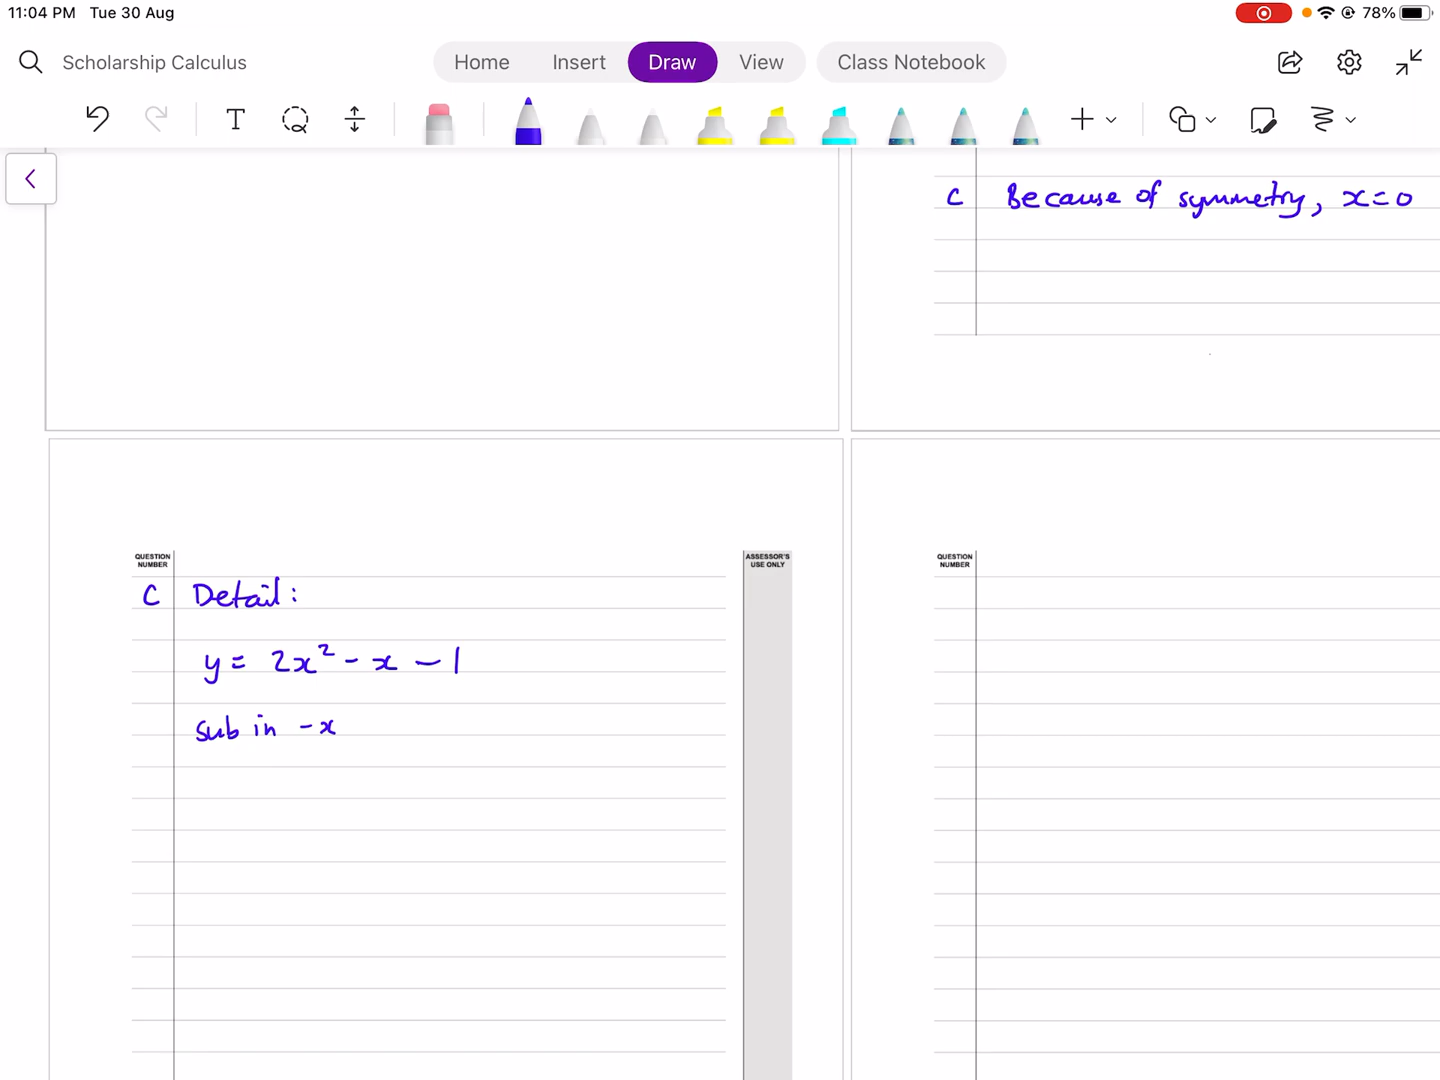 11:04 PM Tue 30 Aug 78%
Scholarship Calculus Home Insert Draw View Class Notebook
T
C Because of symmetry, x=0
QUESTION NUMBER
ASSESSOR'S USE ONLY
C Detail:
y = 2x² - x - 1
sub in -x
QUESTION NUMBER